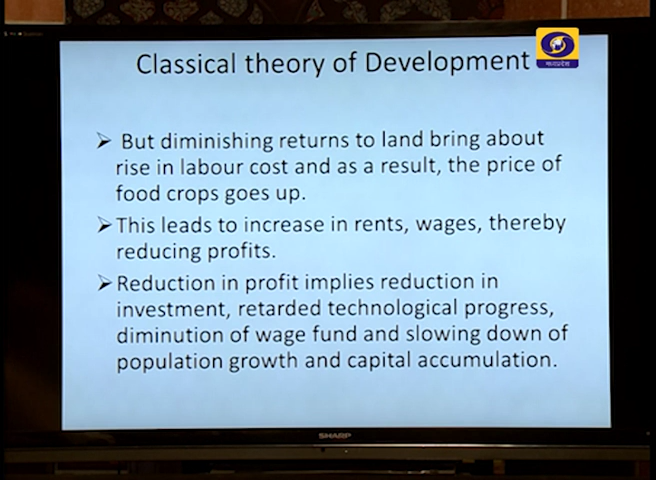 Classical theory of Development
मध्यप्रदेश
➢ But diminishing returns to land bring about
rise in labour cost and as a result, the price of
food crops goes up.
➢ This leads to increase in rents, wages, thereby
reducing profits.
➢ Reduction in profit implies reduction in
investment, retarded technological progress,
diminution of wage fund and slowing down of
population growth and capital accumulation.
SHARP